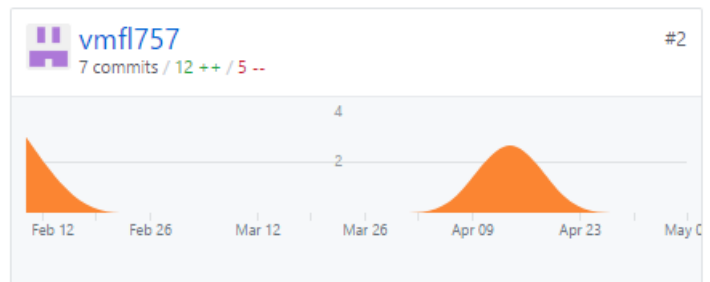 vmfl757
#2
7 commits / 12 ++ / 5 --
4
2
Feb 12 Feb 26 Mar 12 Mar 26 Apr 09 Apr 23 May